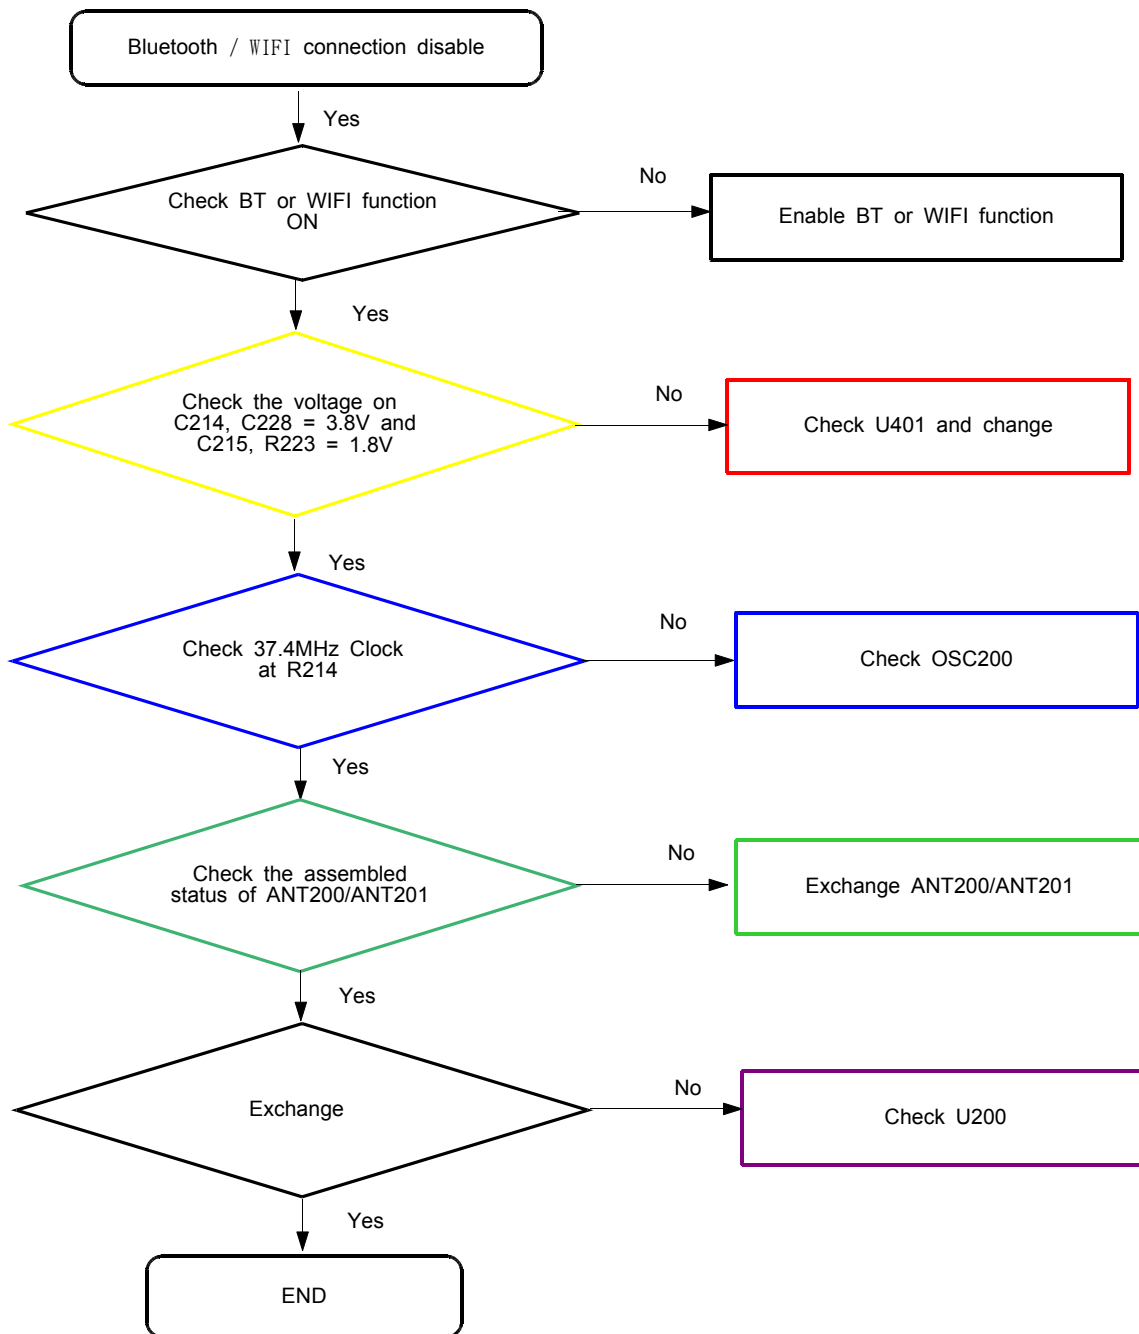 Bluetooth / WIFI connection disable
Yes
Check BT or WIFI function
ON
No
Enable BT or WIFI function
Yes
Check the voltage on
C214, C228 = 3.8V and
C215, R223 = 1.8V
No
Check U401 and change
Yes
Check 37.4MHz Clock
at R214
No
Check OSC200
Yes
Check the assembled
status of ANT200/ANT201
No
Exchange ANT200/ANT201
Yes
Exchange
No
Check U200
Yes
END